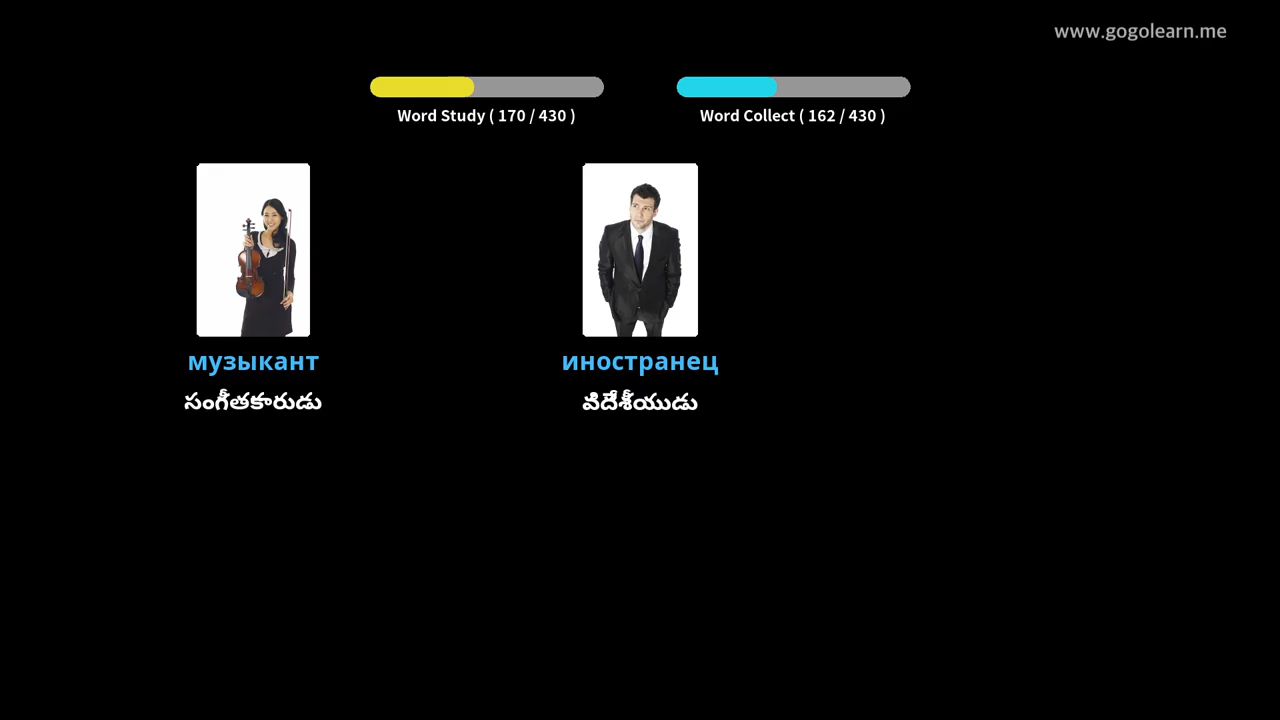 www.gogolearn.me
Word Study ( 170 / 430 )
Word Collect ( 162 / 430 )
музыкант
иностранец
సంగీతకారుడు
విదేశీయుడు